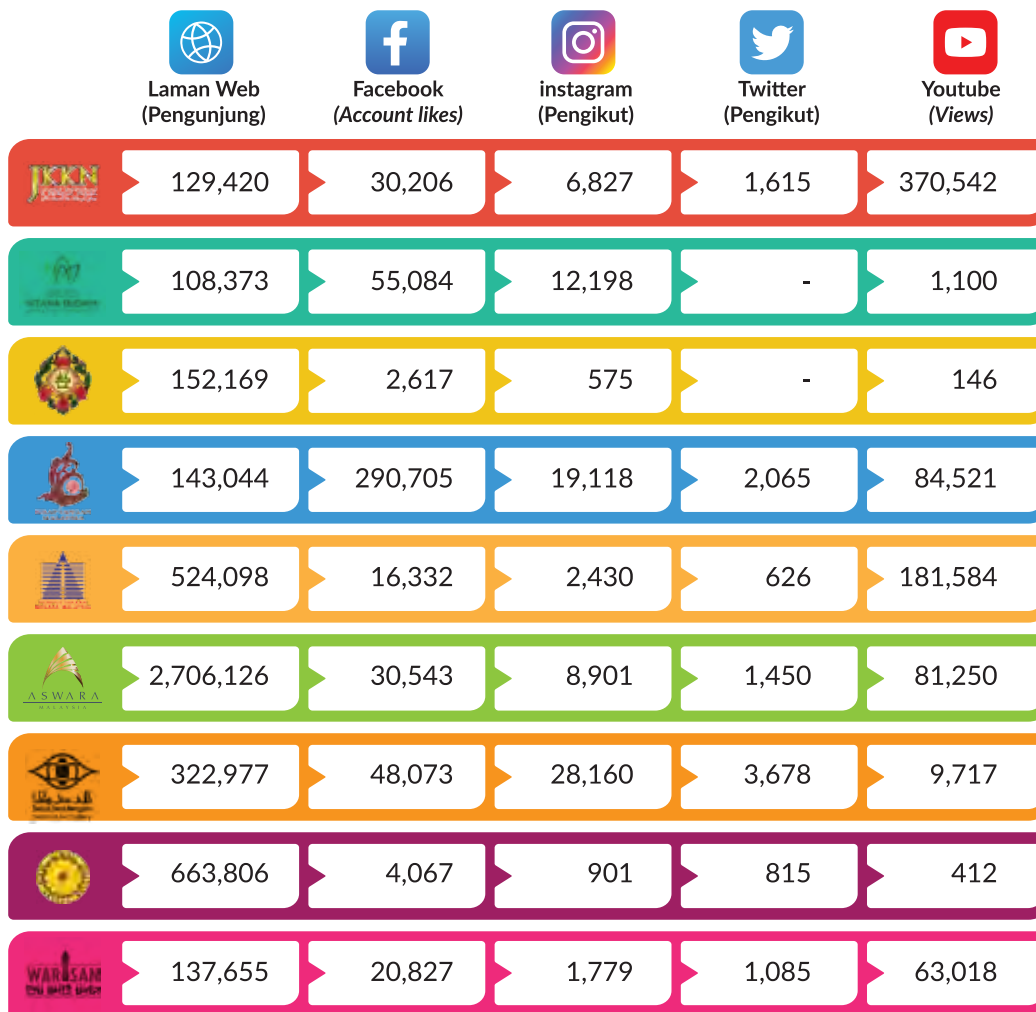 Laman Web
(Pengunjung)
Facebook
(Account likes)
instagram
(Pengikut)
Twitter
(Pengikut)
Youtube
(Views)
JKKN
129,420 30,206 6,827 1,615 370,542
108,373 55,084 12,198 - 1,100
152,169 2,617 575 - 146
143,044 290,705 19,118 2,065 84,521
524,098 16,332 2,430 626 181,584
ASWARA
MALAYSIA
2,706,126 30,543 8,901 1,450 81,250
322,977 48,073 28,160 3,678 9,717
663,806 4,067 901 815 412
WARISAN
137,655 20,827 1,779 1,085 63,018